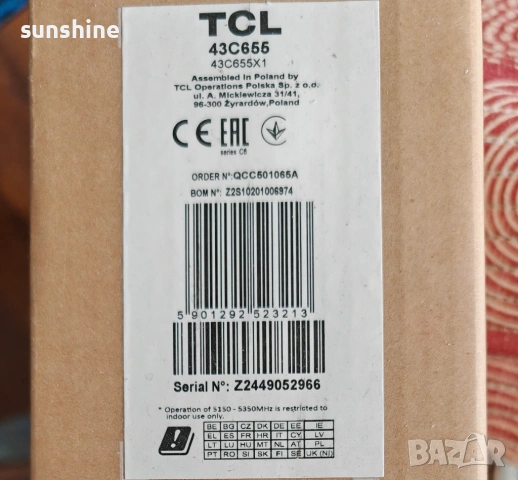 sunshine
TCL
43C655
43C655X1
Assembled in Poland by
TCL Operations Polska Sp. z o.o.
ul. A. Mickiewicza 31/41,
96-300 Żyrardów,Poland
CE EAC
series C6
ORDER Nº:QCC501065A
BOM Nº: Z2S10201006974
5 901292 523213
Serial Nº: Z2449052966
* Operation of 5150 - 5350MHz is restricted to
indoor use only.
BE BG CZ DK DE EE IE
EL ES FR HR IT CY LV
LT LU HU MT NL AT PL
PT RO SI SK FI SE UK (NI)
BAZAR